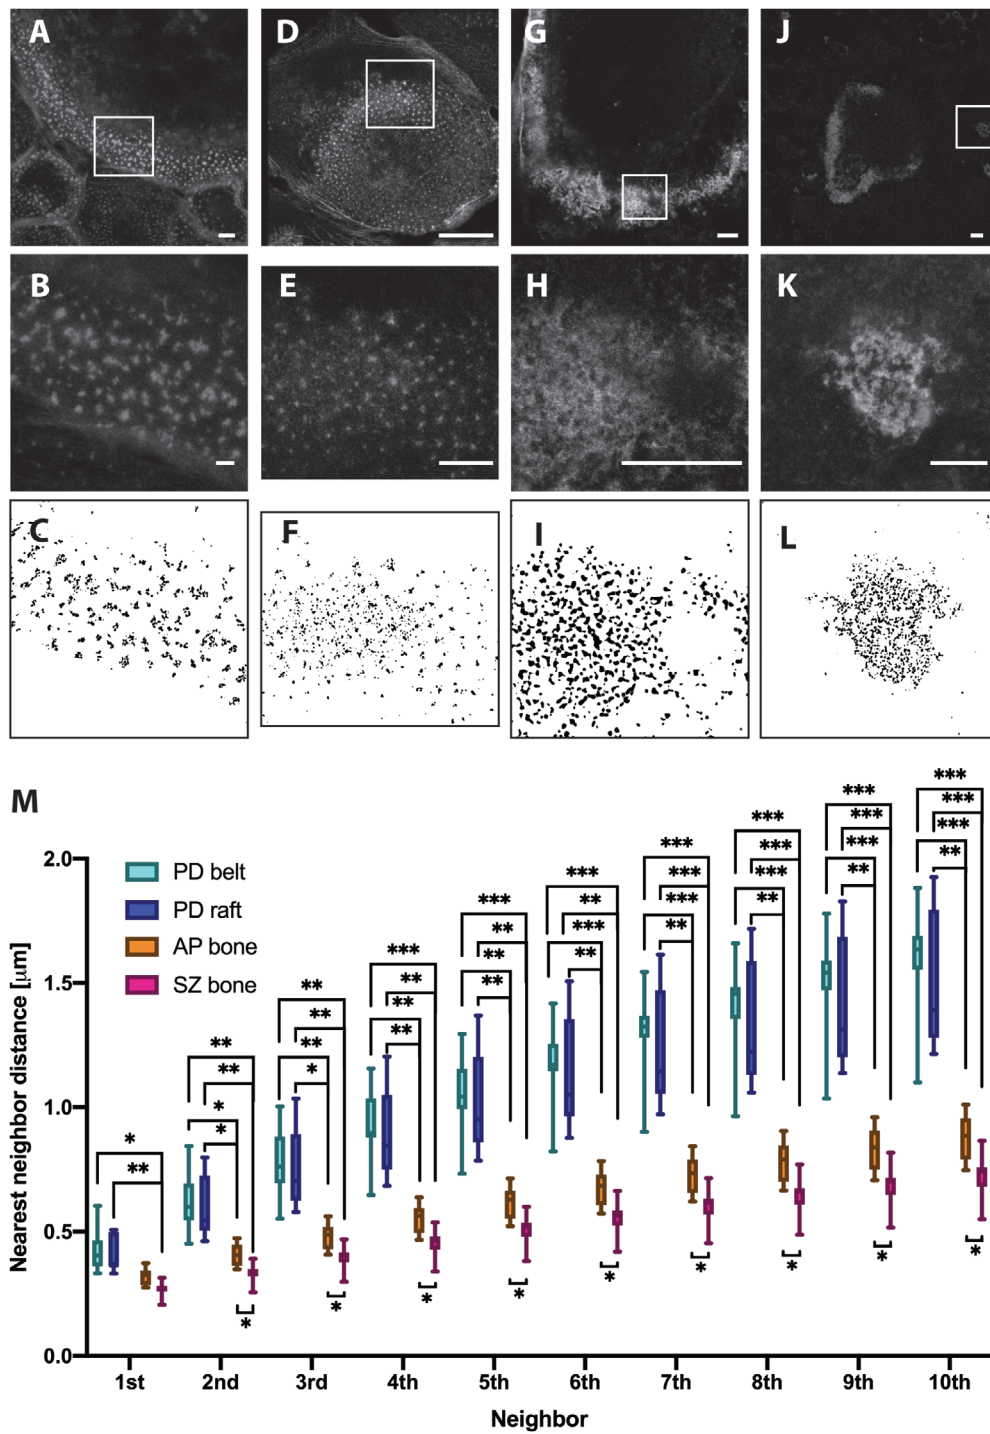 A D G J
B E H K
C F I L
M
*** *** *** **
*** *** *** **
*** *** *** **
*** *** *** **
*** ** *** **
*** ** ** **
*** ** ** **
** ** ** *
** ** * *
* **
2.0
1.5
1.0
0.5
0.0
Nearest neighbor distance [µm]
PD belt
PD raft
AP bone
SZ bone
* * * * * * * * *
1st 2nd 3rd 4th 5th 6th 7th 8th 9th 10th
Neighbor